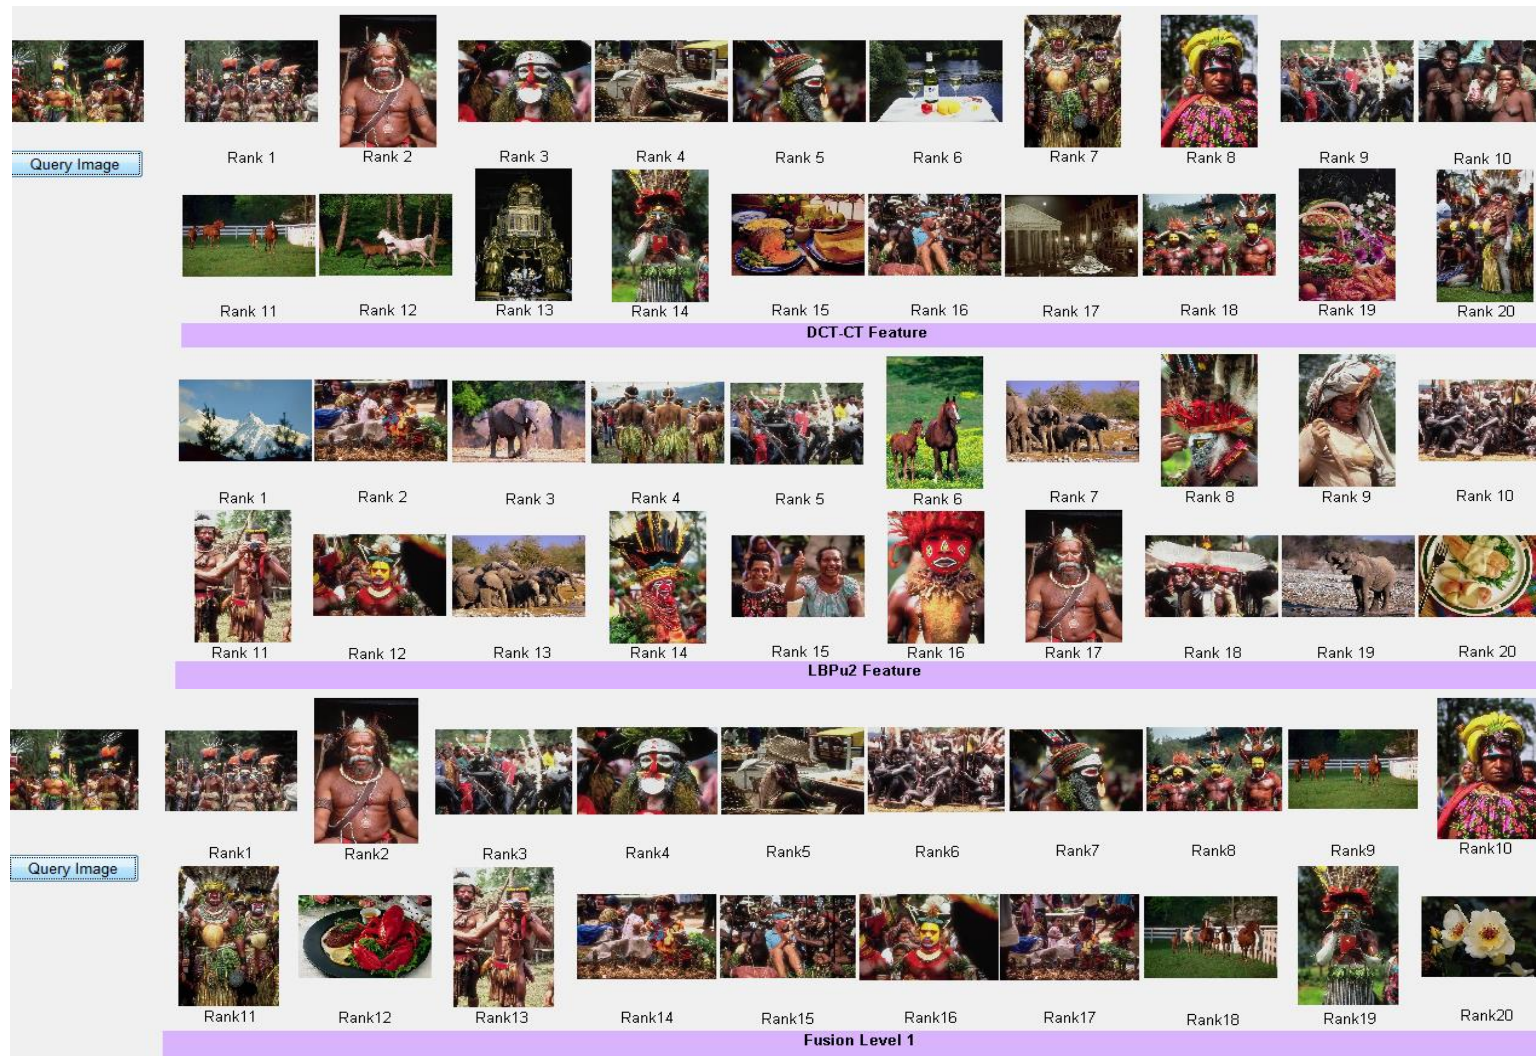 Query Image
Rank 1 Rank 2 Rank 3 Rank 4 Rank 5 Rank 6 Rank 7 Rank 8 Rank 9 Rank 10
Rank 11 Rank 12 Rank 13 Rank 14 Rank 15 Rank 16 Rank 17 Rank 18 Rank 19 Rank 20
DCT-CT Feature
Rank 1 Rank 2 Rank 3 Rank 4 Rank 5 Rank 6 Rank 7 Rank 8 Rank 9 Rank 10
Rank 11 Rank 12 Rank 13 Rank 14 Rank 15 Rank 16 Rank 17 Rank 18 Rank 19 Rank 20
LBPu2 Feature
Query Image
Rank1 Rank2 Rank3 Rank4 Rank5 Rank6 Rank7 Rank8 Rank9 Rank10
Rank11 Rank12 Rank13 Rank14 Rank15 Rank16 Rank17 Rank18 Rank19 Rank20
Fusion Level 1